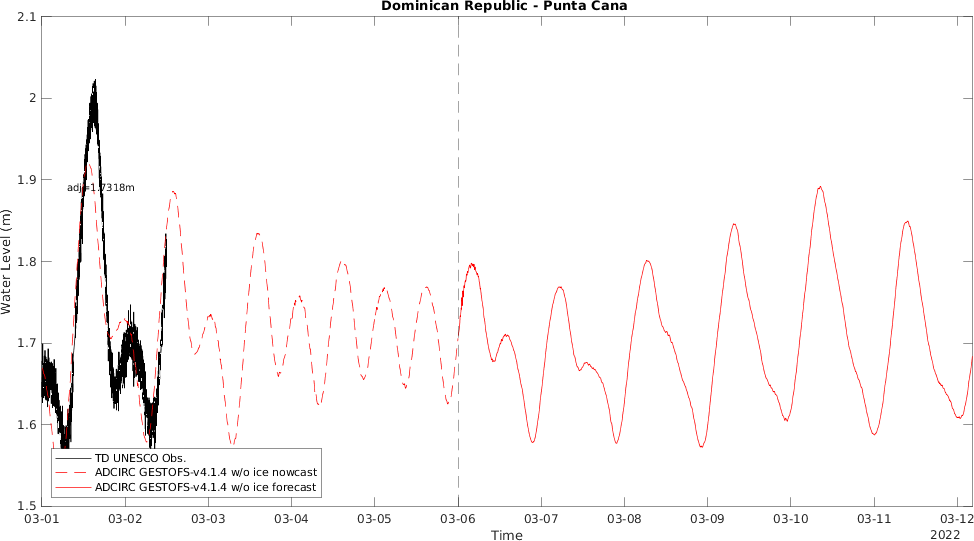 Dominican Republic - Punta Cana
2.1
2
1.9
1.8
1.7
1.6
1.5
Water Level (m)
adj=1.7318m
TD UNESCO Obs.
ADCIRC GESTOFS-v4.1.4 w/o ice nowcast
ADCIRC GESTOFS-v4.1.4 w/o ice forecast
03-01 03-02 03-03 03-04 03-05 03-06 03-07 03-08 03-09 03-10 03-11 03-12
Time
2022